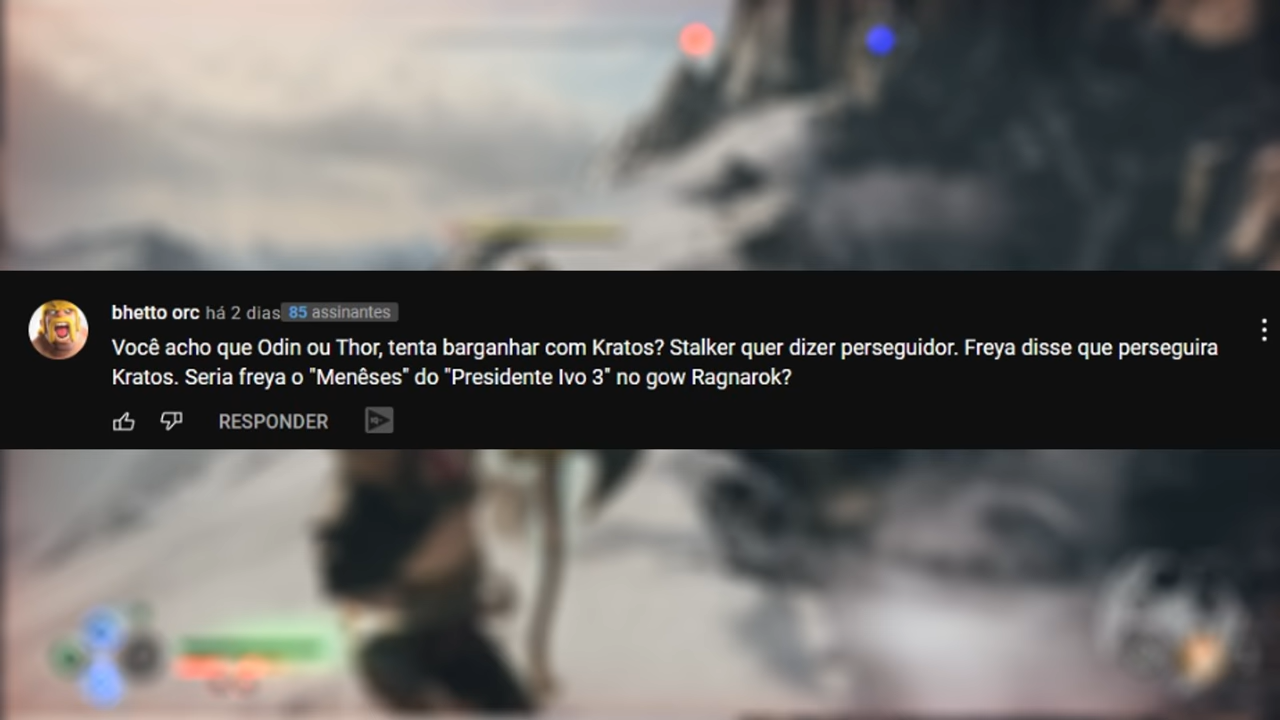 bhetto orc há 2 dias 85 assinantes
Você acho que Odin ou Thor, tenta barganhar com Kratos? Stalker quer dizer perseguidor. Freya disse que perseguira
Kratos. Seria freya o "Menêses" do "Presidente Ivo 3" no gow Ragnarok?
RESPONDER